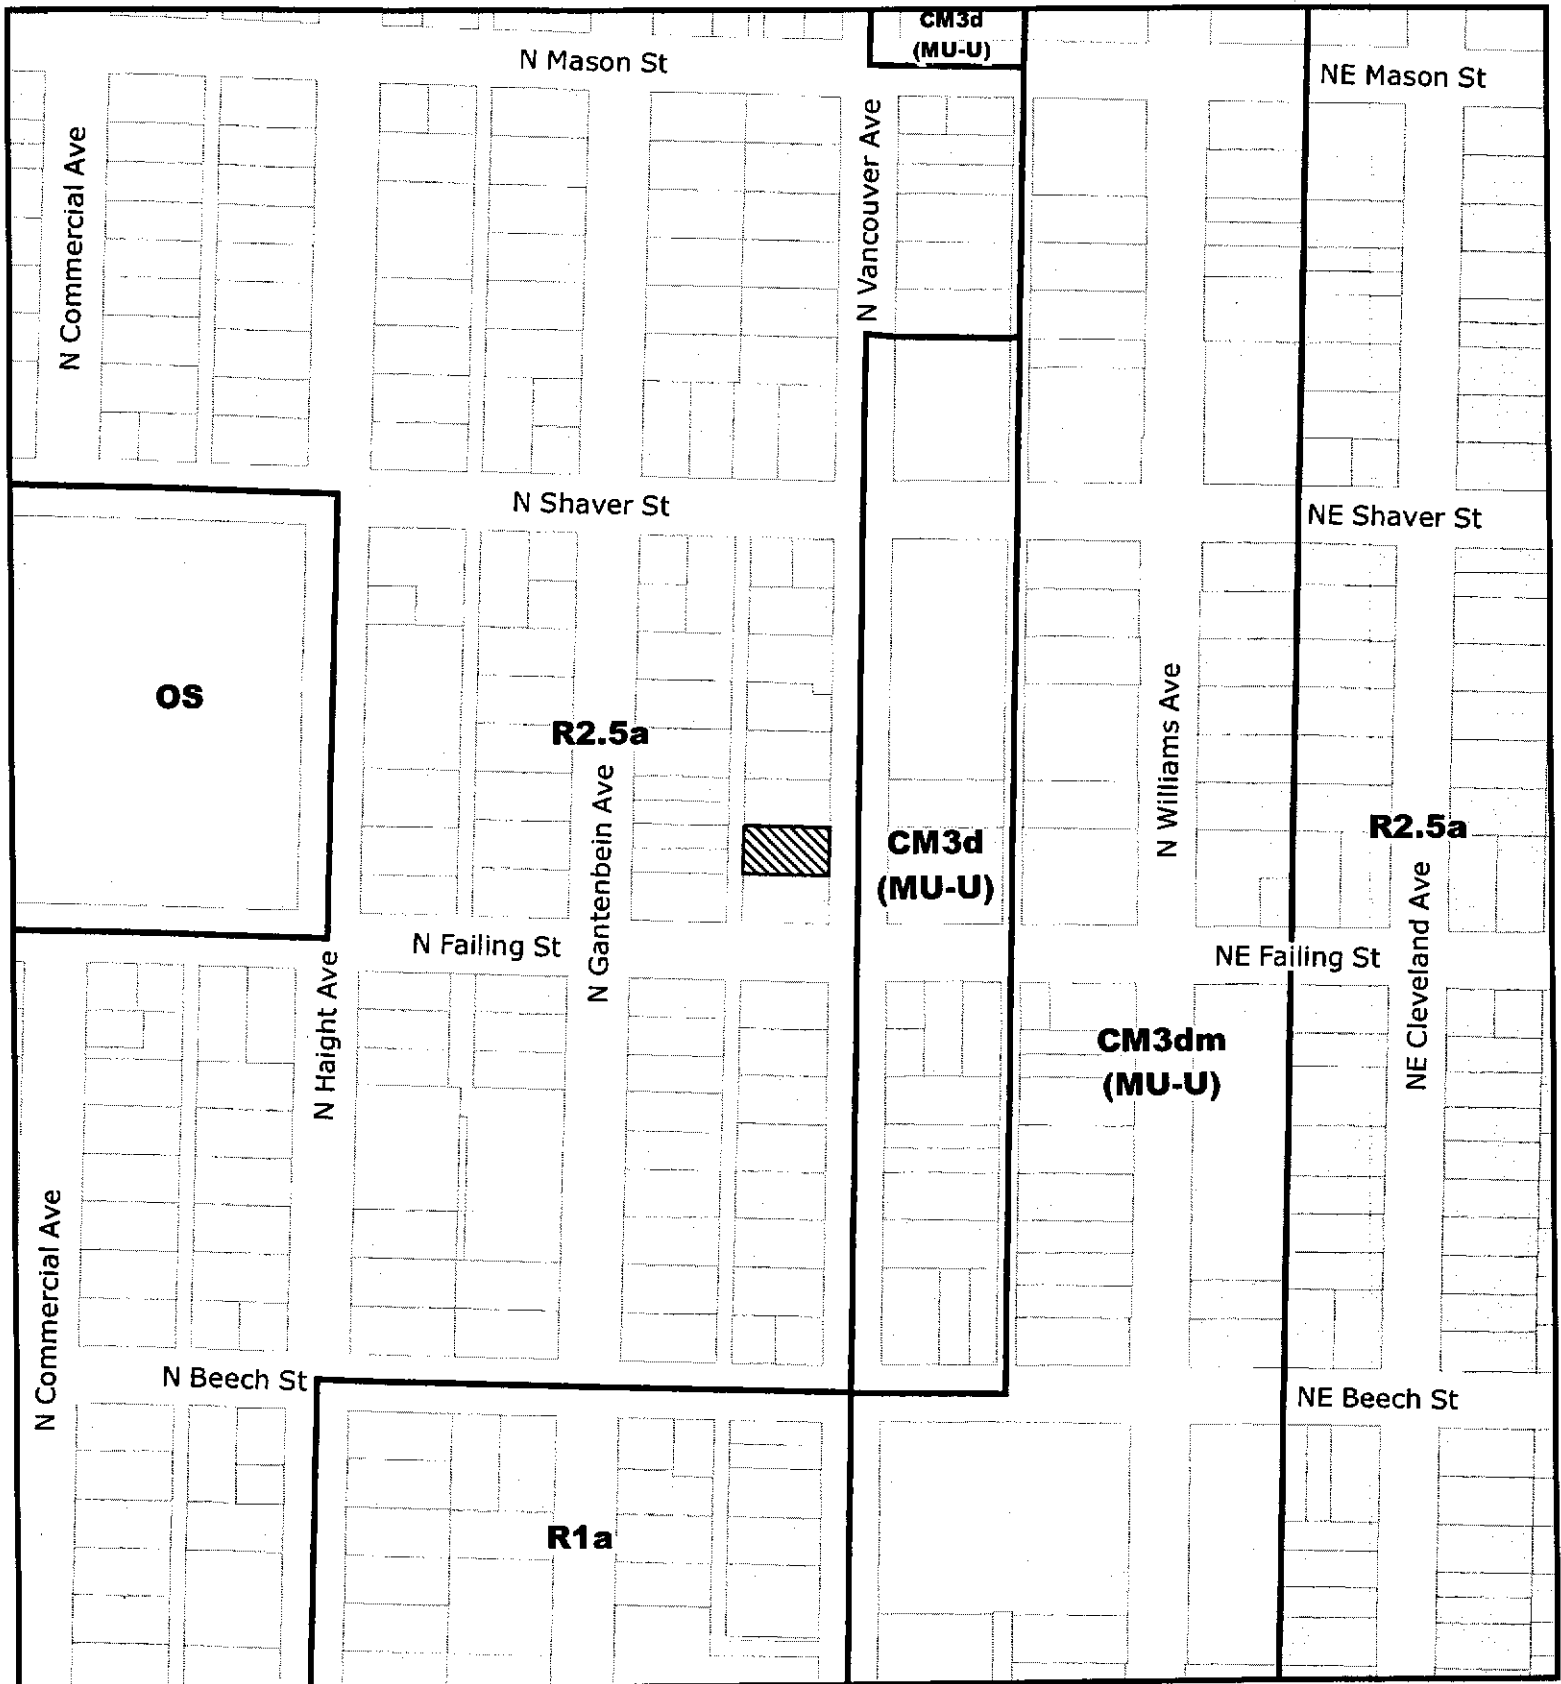 CM3d
(MU-U)
N Mason St
NE Mason St
N Commercial Ave
N Vancouver Ave
N Shaver St
NE Shaver St
OS
R2.5a
N Gantenbein Ave
N Williams Ave
CM3d
(MU-U)
R2.5a
NE Cleveland Ave
N Failing St
NE Failing St
N Haight Ave
CM3dm
(MU-U)
N Commercial Ave
N Beech St
NE Beech St
R1a